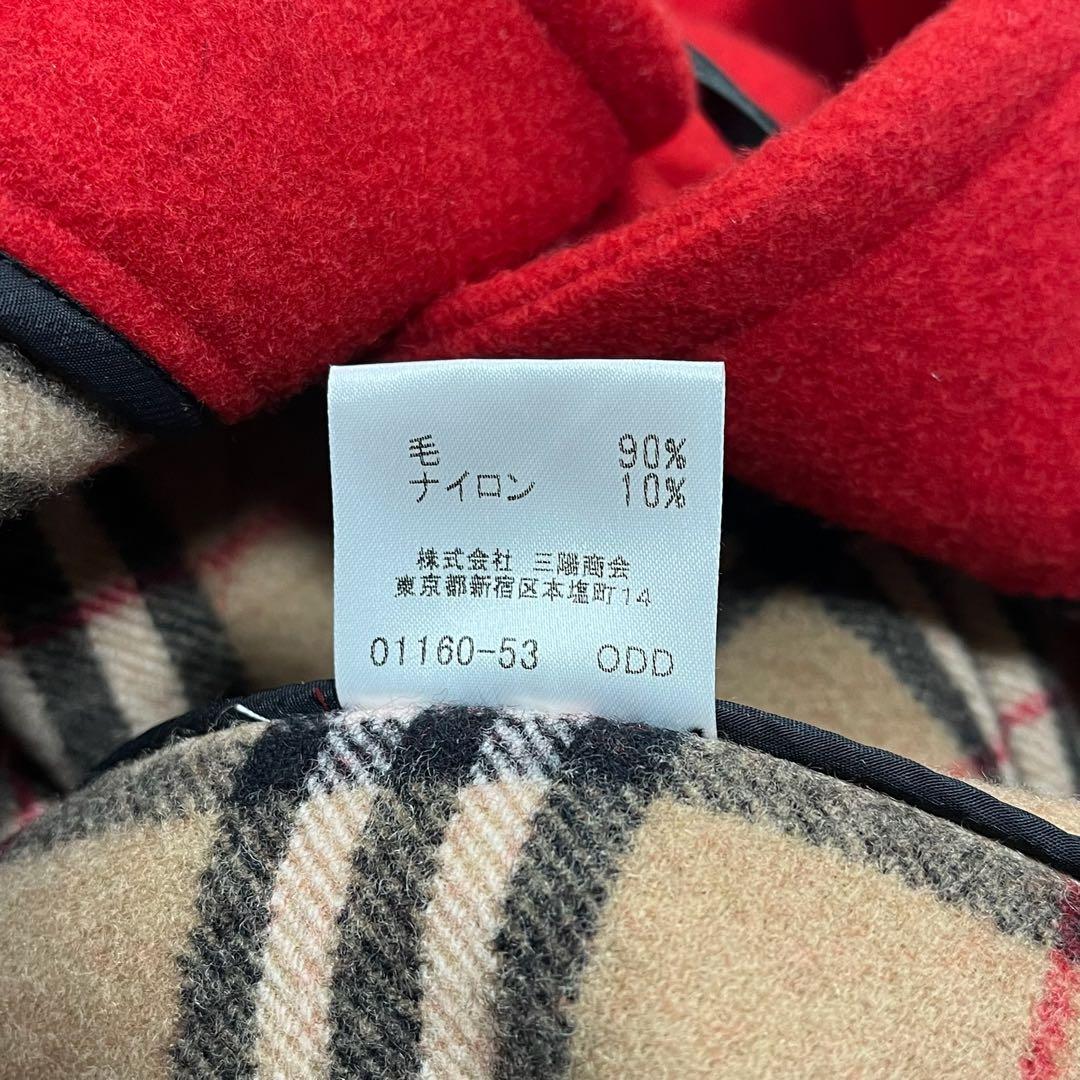 毛 90%
ナイロン 10%
株式会社 三陽商会
東京都新宿区本塩町14
01160-53 ODD